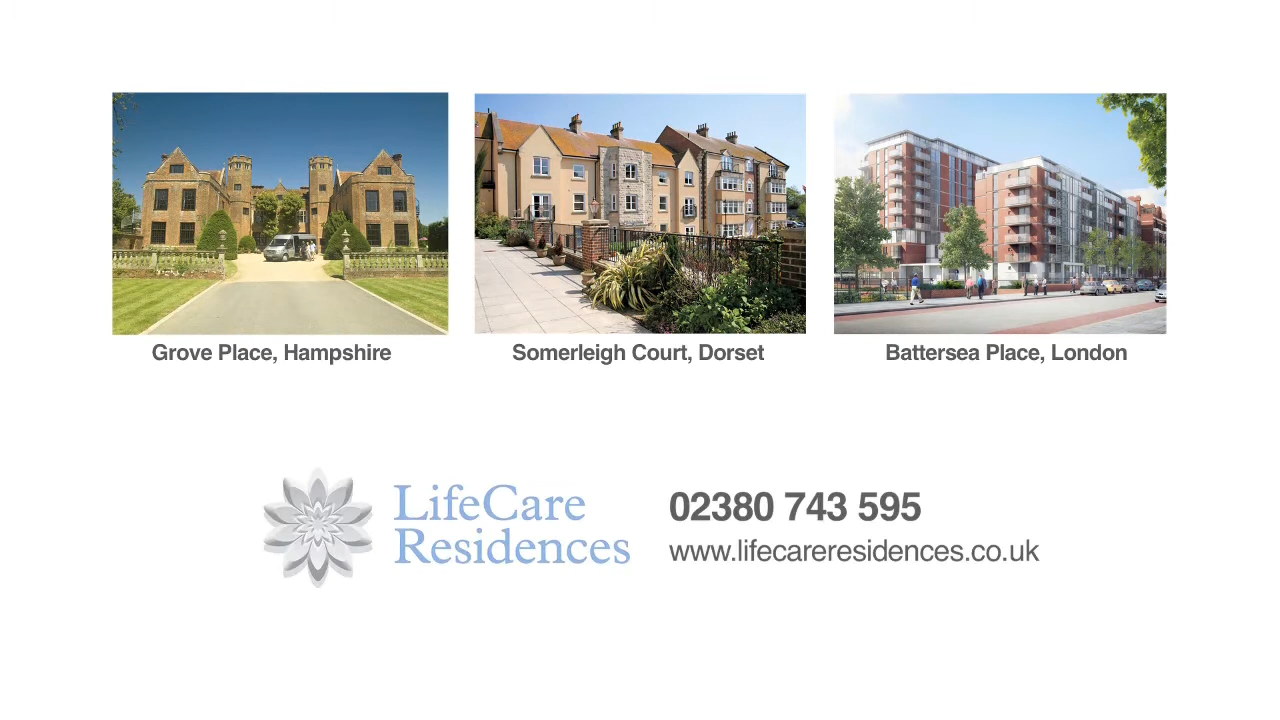 Grove Place, Hampshire
Somerleigh Court, Dorset
Battersea Place, London
LifeCare
Residences
02380 743 595
www.lifecareresidences.co.uk